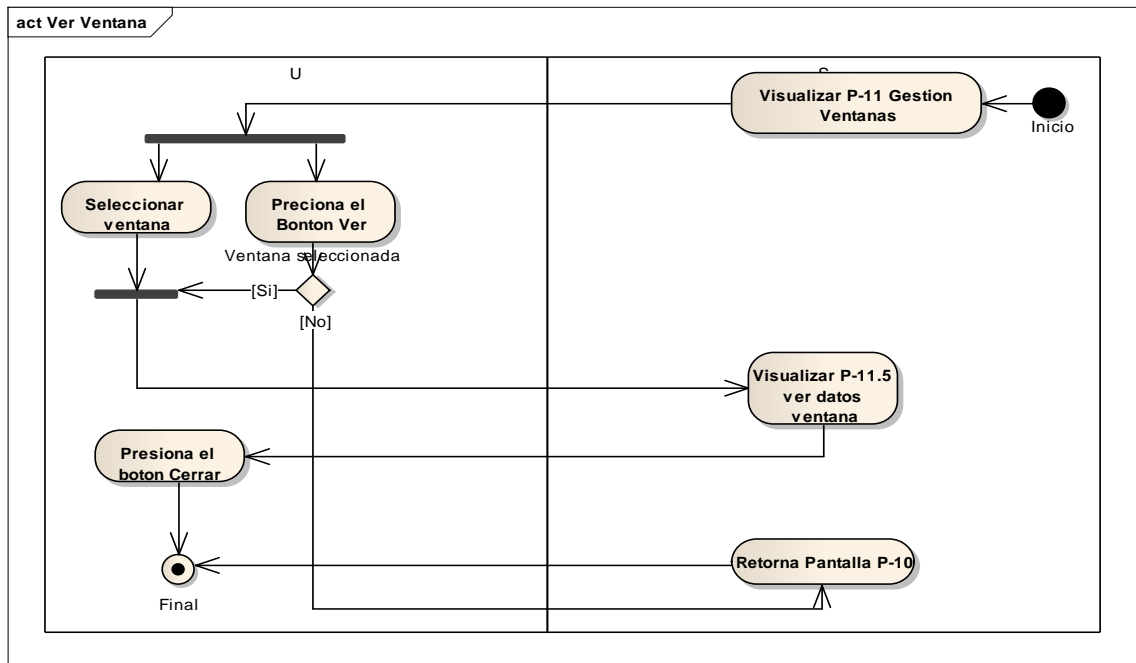 act Ver Ventana
U
Visualizar P-11 Gestion
Ventanas
Inicio
Seleccionar
ventana
Preciona el
Bonton Ver
Ventana seleccionada
[Si]
[No]
Visualizar P-11.5
ver datos
ventana
Presiona el
boton Cerrar
Retorna Pantalla P-10
Final